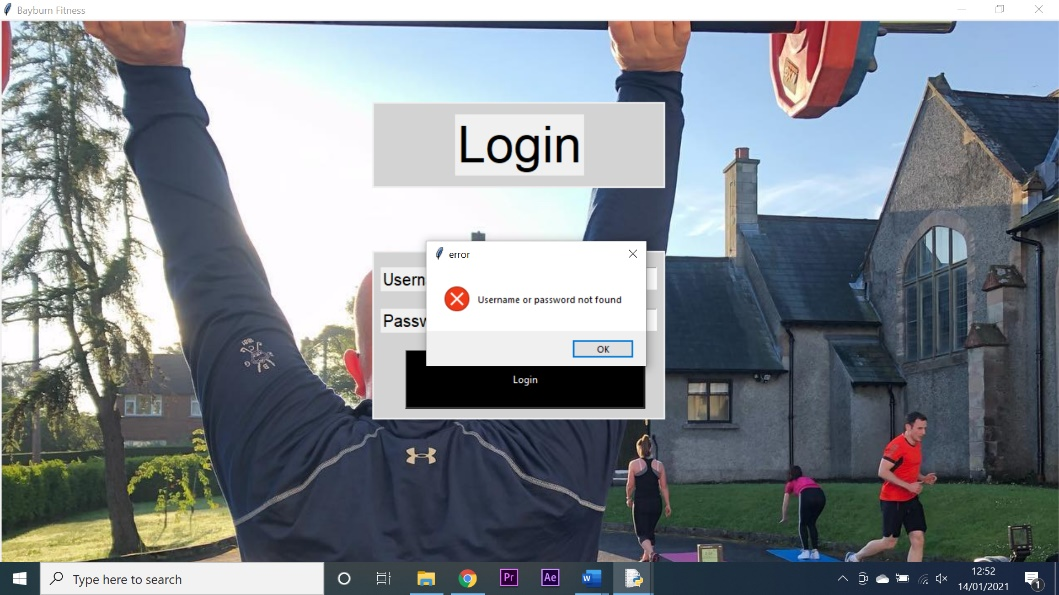 Bayburn Fitness
Login
error
Usern
Username or password not found
Passw
OK
Login
Type here to search
Pr
Ae
W
12:52
14/01/2021
1